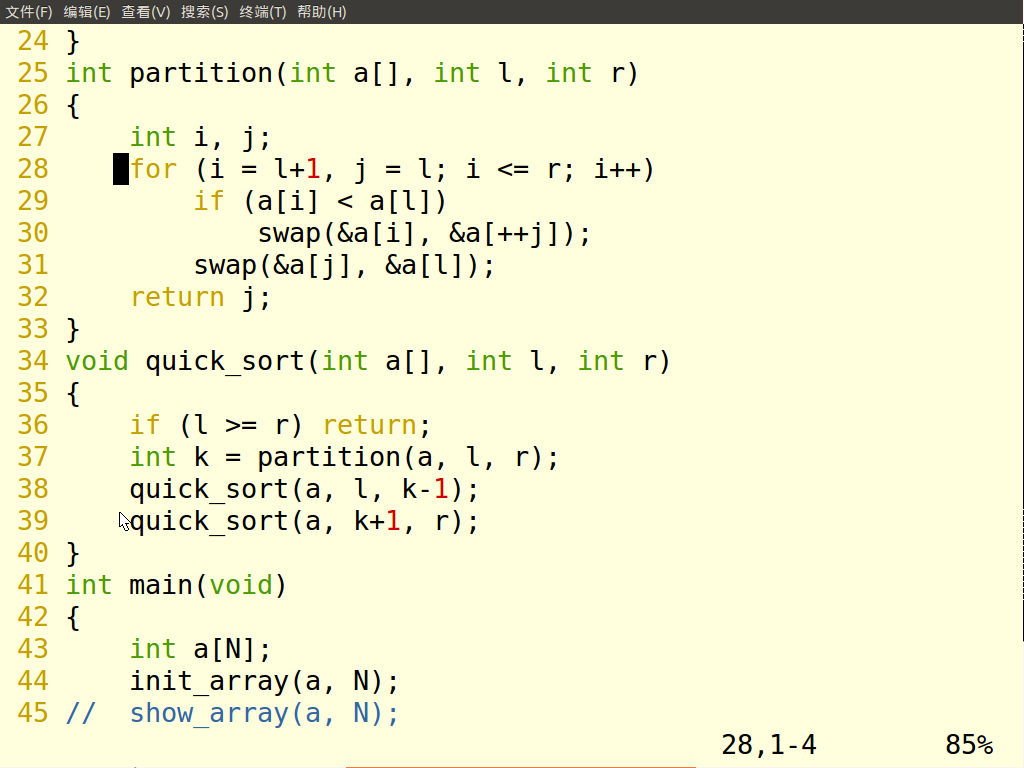 文件(F) 编辑(E) 查看(V) 搜索(S) 终端(T) 帮助(H)
24 }
25 int partition(int a[], int l, int r)
26 {
27     int i, j;
28     for (i = l+1, j = l; i <= r; i++)
29         if (a[i] < a[l])
30             swap(&a[i], &a[++j]);
31         swap(&a[j], &a[l]);
32     return j;
33 }
34 void quick_sort(int a[], int l, int r)
35 {
36     if (l >= r) return;
37     int k = partition(a, l, r);
38     quick_sort(a, l, k-1);
39     quick_sort(a, k+1, r);
40 }
41 int main(void)
42 {
43     int a[N];
44     init_array(a, N);
45 //  show_array(a, N);
28,1-4 85%